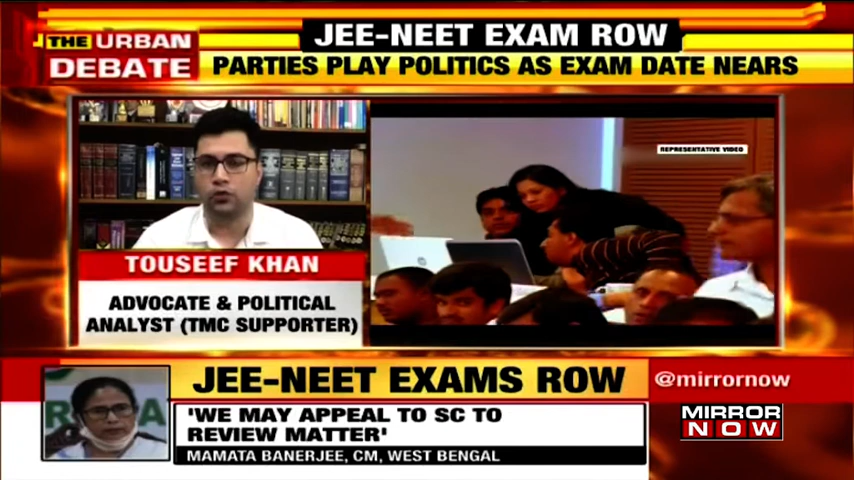 THE URBAN
DEBATE
JEE-NEET EXAM ROW
PARTIES PLAY POLITICS AS EXAM DATE NEARS
REPRESENTATIVE VIDEO
TOUSEEF KHAN
ADVOCATE & POLITICAL
ANALYST (TMC SUPPORTER)
JEE-NEET EXAMS ROW
'WE MAY APPEAL TO SC TO
REVIEW MATTER'
MAMATA BANERJEE, CM, WEST BENGAL
@mirrornow
MIRROR
NOW